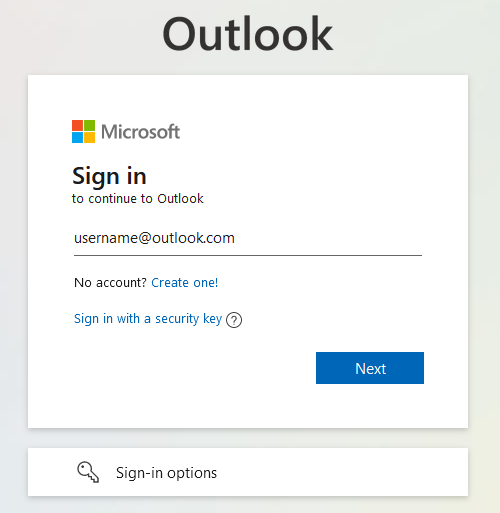 Outlook
Microsoft
Sign in
to continue to Outlook
username@outlook.com
No account? Create one!
Sign in with a security key ?
Next
Sign-in options